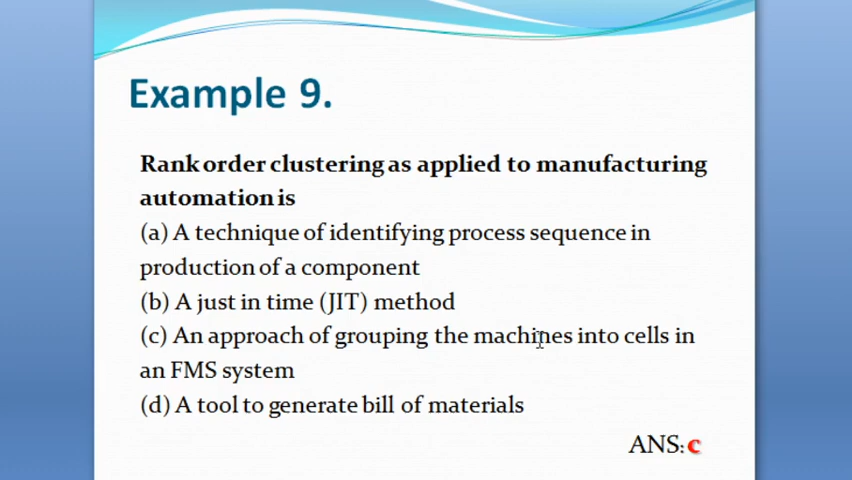 Example 9.
Rank order clustering as applied to manufacturing
automation is
(a) A technique of identifying process sequence in
production of a component
(b) A just in time (JIT) method
(c) An approach of grouping the machines into cells in
an FMS system
(d) A tool to generate bill of materials
ANS: c